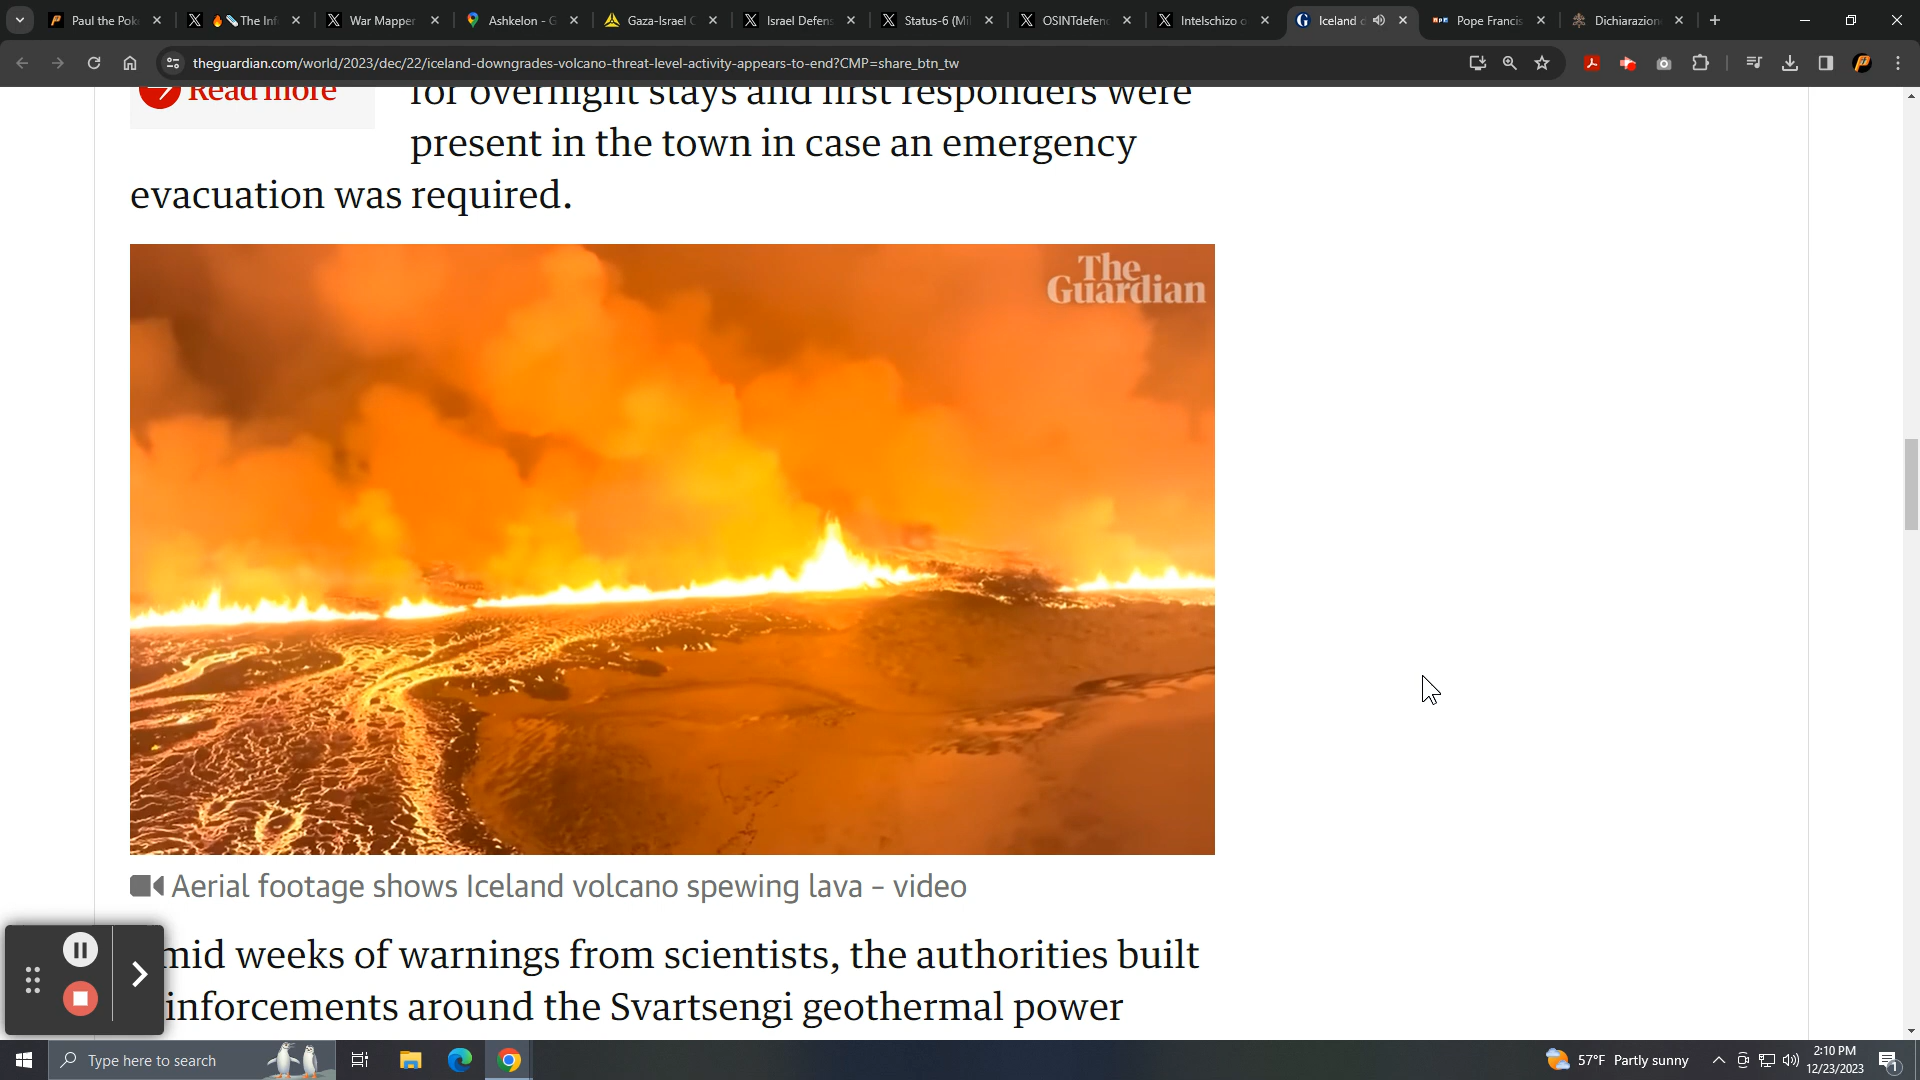 Paul the Pok
The Inf
War Mapper
Ashkelon - G
Gaza-Israel C
Israel Defen
Status-6 (Mi
OSINTdefen
Intelschizo o
Iceland d
Pope Francis
Dichiarazion
theguardian.com/world/2023/dec/22/iceland-downgrades-volcano-threat-level-activity-appears-to-end?CMP=share_btn_tw
Read more
for overnight stays and first responders were
present in the town in case an emergency
evacuation was required.
The
Guardian
Aerial footage shows Iceland volcano spewing lava – video
mid weeks of warnings from scientists, the authorities built
inforcements around the Svartsengi geothermal power
Type here to search
57°F Partly sunny
2:10 PM
12/23/2023
1